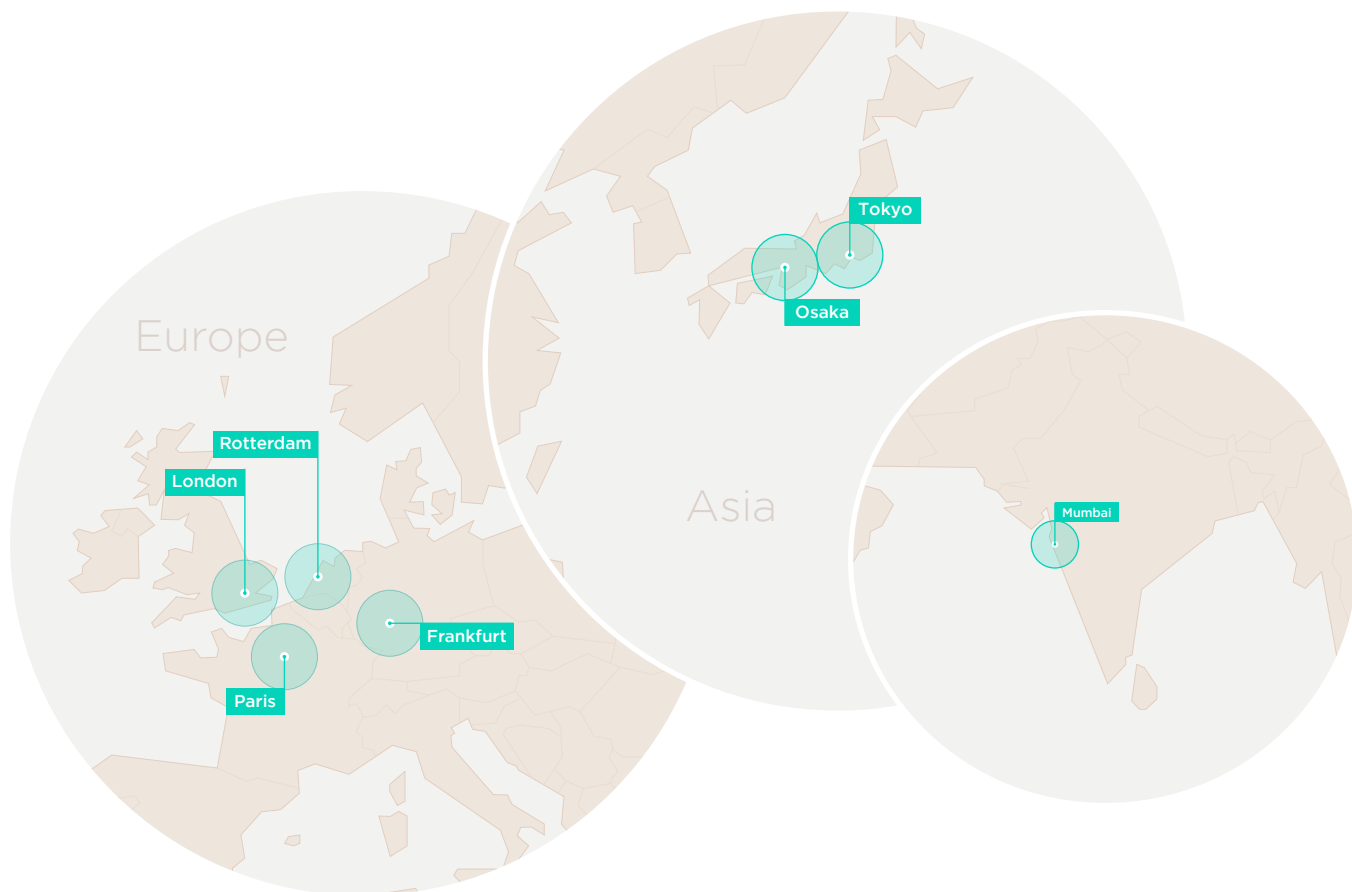 Europe
Rotterdam
London
Frankfurt
Paris
Tokyo
Osaka
Asia
Mumbai